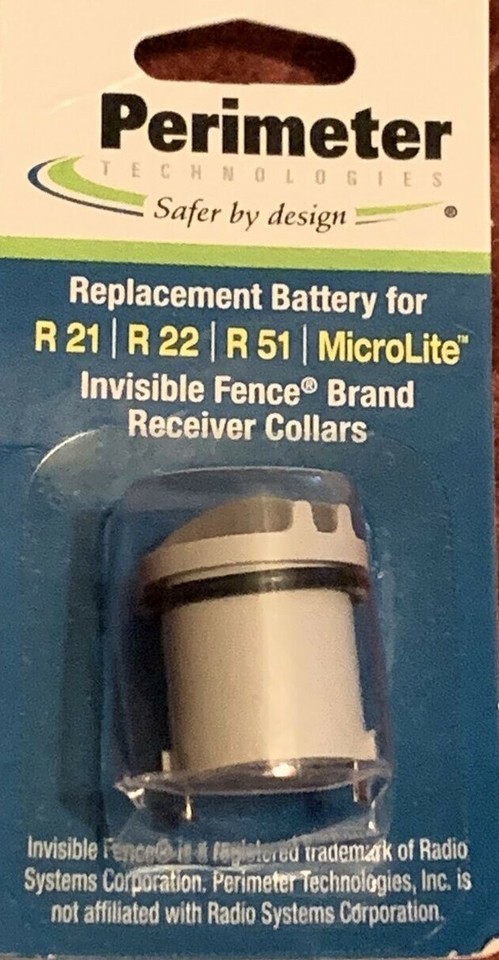 Perimeter
TECHNOLOGIES
Safer by design ®
Replacement Battery for
R 21 | R 22 | R 51 | MicroLite™
Invisible Fence® Brand
Receiver Collars
Invisible Fence® is a registered trademark of Radio
Systems Corporation. Perimeter Technologies, Inc. is
not affiliated with Radio Systems Corporation.